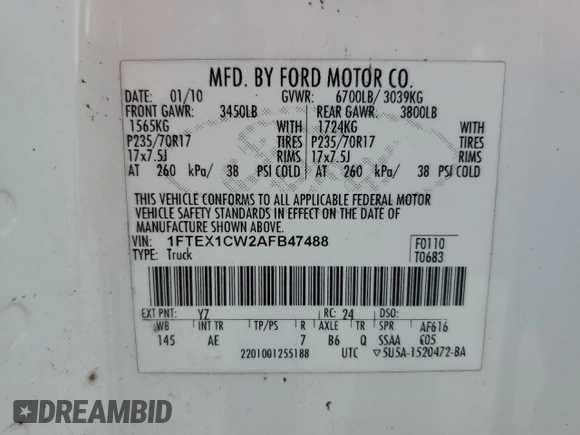 MFD. BY FORD MOTOR CO.
DATE: 01/10 GVWR: 6700LB/ 3039KG
FRONT GAWR: 3450LB REAR GAWR: 3800LB
1565KG WITH 1724KG WITH
P235/70R17 TIRES P235/70R17 TIRES
17x7.5J RIMS 17x7.5J RIMS
AT 260 kPa/ 38 PSI COLD AT 260 kPa/ 38 PSI COLD
THIS VEHICLE CONFORMS TO ALL APPLICABLE FEDERAL MOTOR
VEHICLE SAFETY STANDARDS IN EFFECT ON THE DATE OF
MANUFACTURE SHOWN ABOVE.
VIN: 1FTEX1CW2AFB47488 F0110
TYPE: Truck T0683
EXT PNT: YZ RC: 24 DSO:
WB INT TR TP/PS R AXLE TR SPR AF616
145 AE 7 B6 Q SSAA C05
2201001255188 UTC ▽5U5A-1520472-BA
DREAMBID